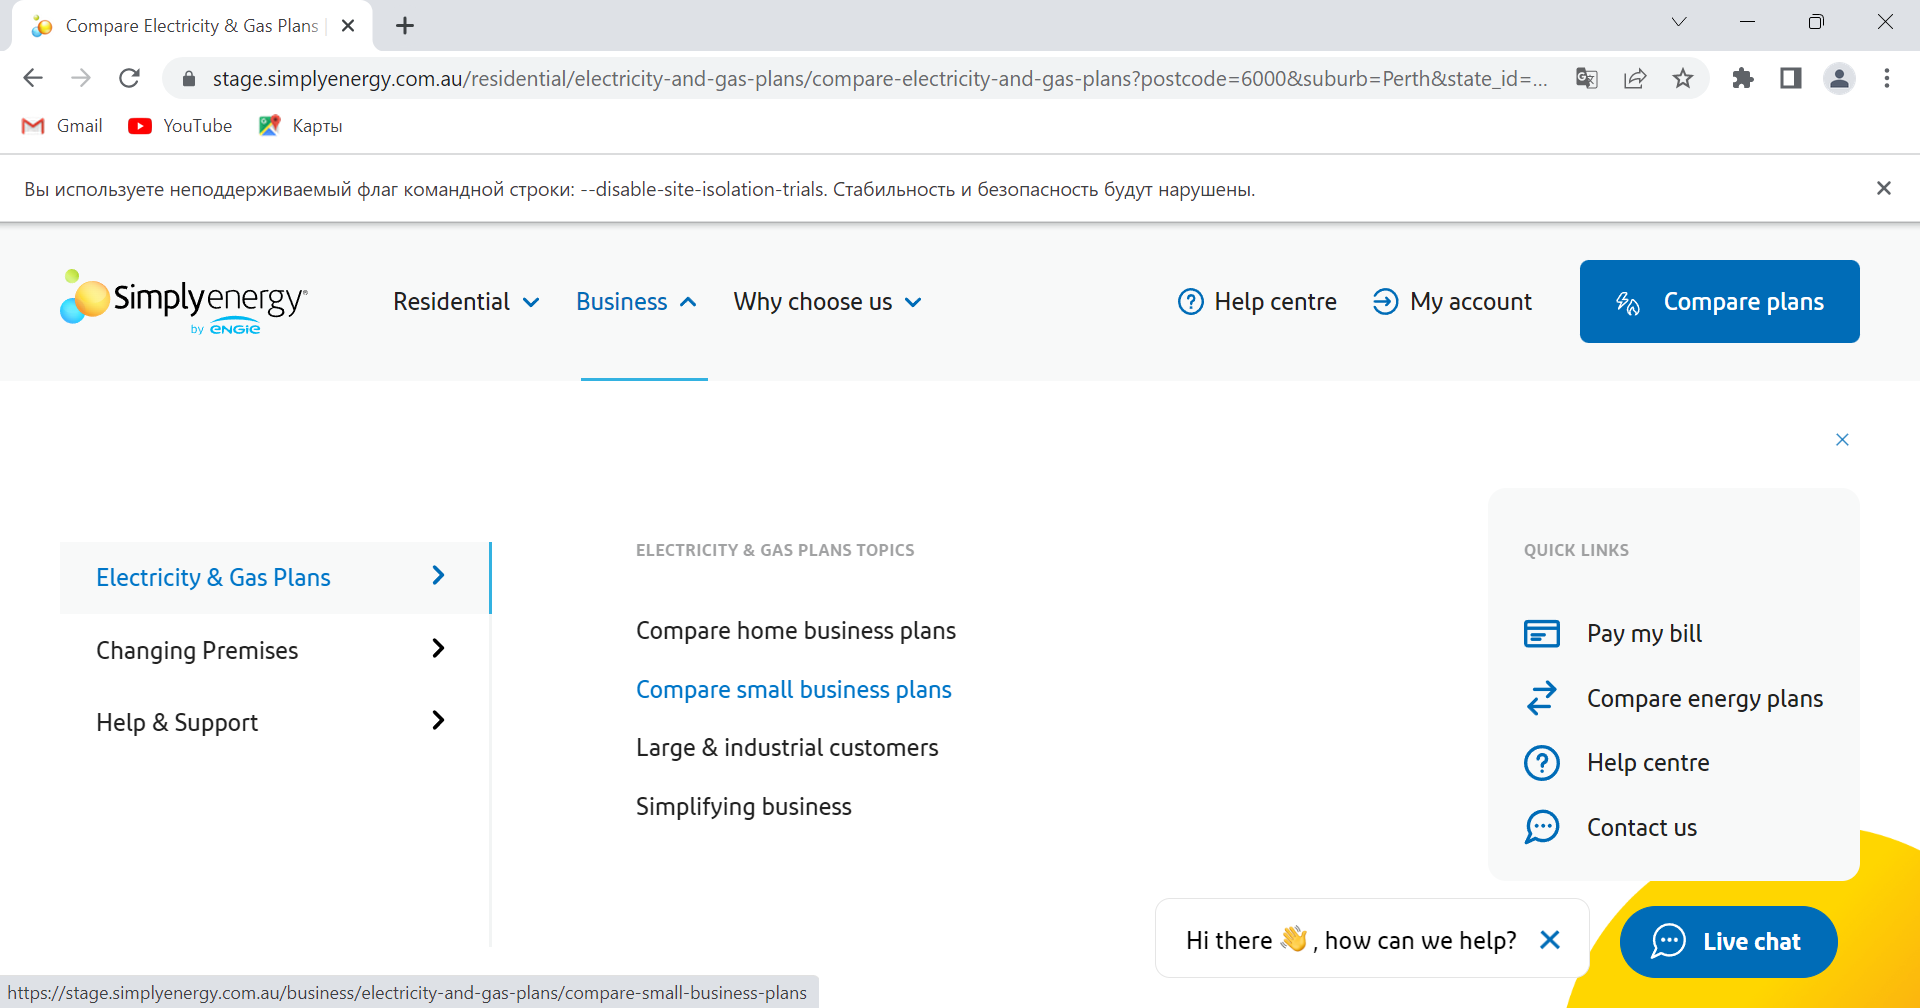 Compare Electricity & Gas Plans
stage.simplyenergy.com.au/residential/electricity-and-gas-plans/compare-electricity-and-gas-plans?postcode=6000&suburb=Perth&state_id=...
Gmail YouTube Карты
Вы используете неподдерживаемый флаг командной строки: --disable-site-isolation-trials. Стабильность и безопасность будут нарушены.
Simplyenergy®
by ENGIE
Residential Business Why choose us Help centre My account Compare plans
ELECTRICITY & GAS PLANS TOPICS
QUICK LINKS
Electricity & Gas Plans
Changing Premises
Help & Support
Compare home business plans
Compare small business plans
Large & industrial customers
Simplifying business
Pay my bill
Compare energy plans
Help centre
Contact us
Hi there 👋 , how can we help?
Live chat
https://stage.simplyenergy.com.au/business/electricity-and-gas-plans/compare-small-business-plans